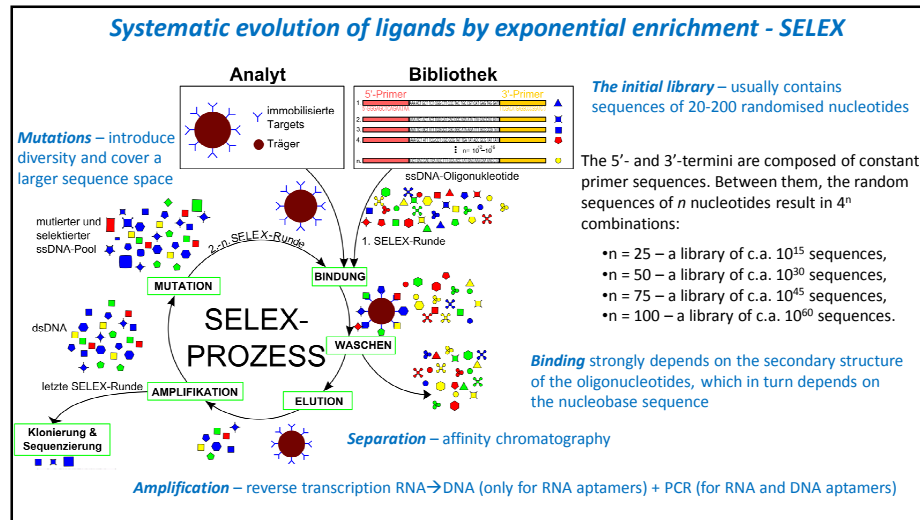 Systematic evolution of ligands by exponential enrichment - SELEX
Analyt
immobilisierte
Targets
Träger
Bibliothek
5'-Primer
3'-Primer
1.
2.
3.
4.
n.
ssDNA-Oligonukleotide
The initial library – usually contains
sequences of 20-200 randomised nucleotides
Mutations – introduce
diversity and cover a
larger sequence space
The 5′- and 3′-termini are composed of constant
primer sequences. Between them, the random
sequences of n nucleotides result in 4ⁿ
combinations:
•n = 25 – a library of c.a. 10¹⁵ sequences,
•n = 50 – a library of c.a. 10³⁰ sequences,
•n = 75 – a library of c.a. 10⁴⁵ sequences,
•n = 100 – a library of c.a. 10⁶⁰ sequences.
mutierter und
selektierter
ssDNA-Pool
2.-n. SELEX-Runde
1. SELEX-Runde
MUTATION
BINDUNG
SELEX-
PROZESS
dsDNA
WASCHEN
letzte SELEX-Runde
AMPLIFIKATION
ELUTION
Klonierung &
Sequenzierung
Binding strongly depends on the secondary structure
of the oligonucleotides, which in turn depends on
the nucleobase sequence
Separation – affinity chromatography
Amplification – reverse transcription RNA→DNA (only for RNA aptamers) + PCR (for RNA and DNA aptamers)